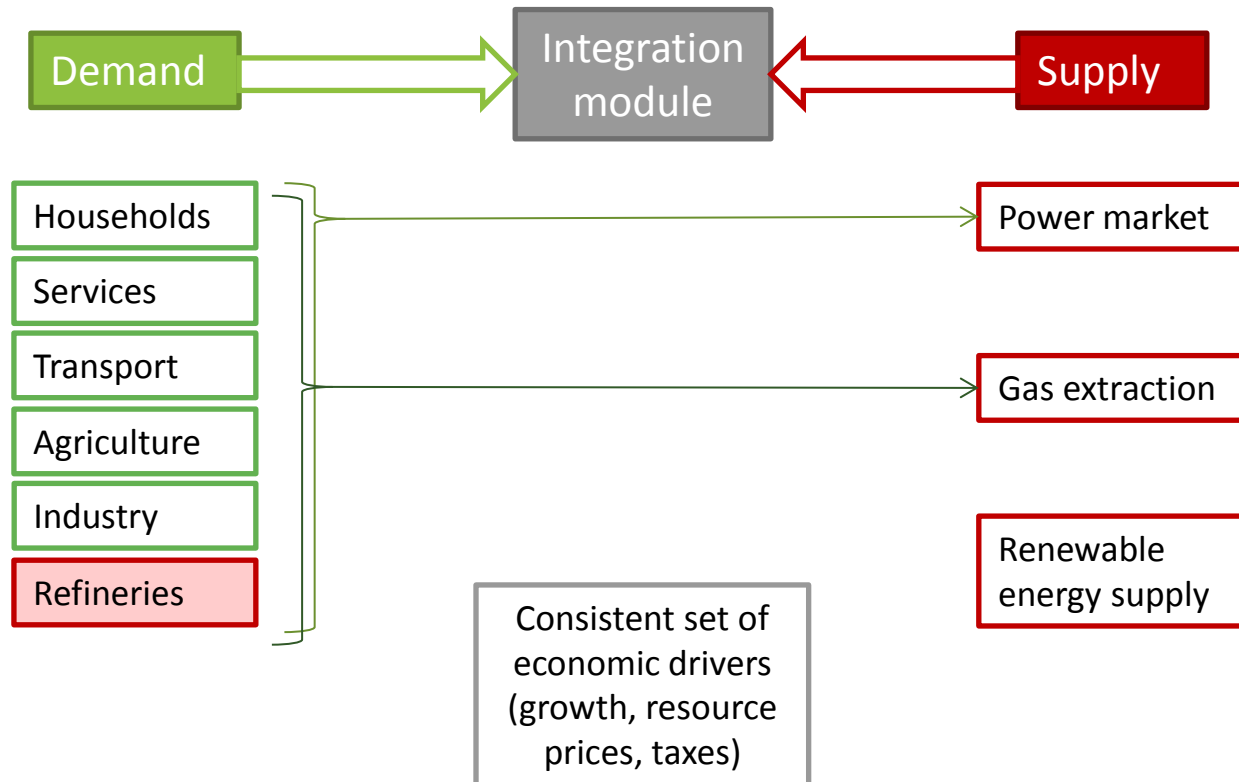 Demand
Integration
module
Supply
Households
Services
Transport
Agriculture
Industry
Refineries
Power market
Gas extraction
Renewable
energy supply
Consistent set of
economic drivers
(growth, resource
prices, taxes)